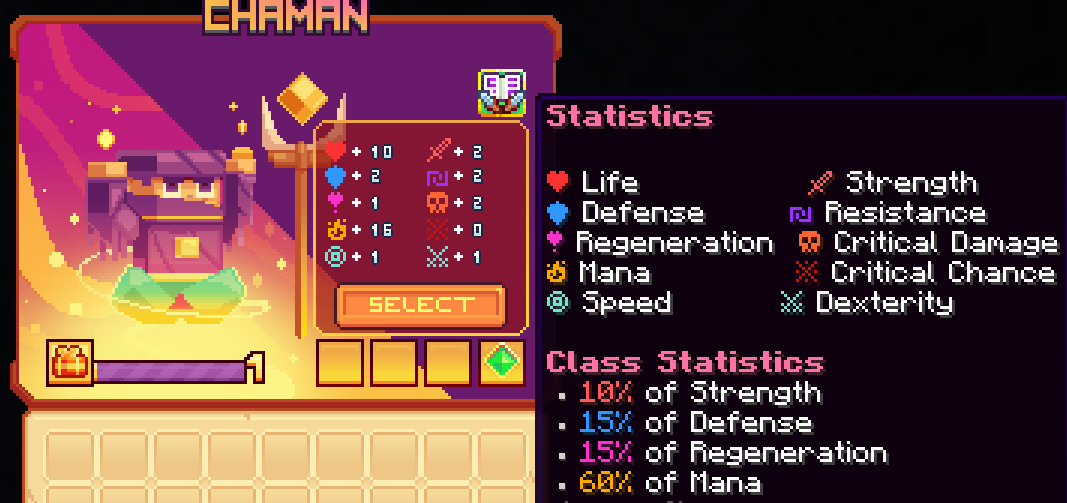 CHAMAN
+ 10 + 2
+ 2 + 2
+ 1 + 2
+ 16 + 0
+ 1 + 1
SELECT
1
Statistics
Life Strength
Defense Resistance
Regeneration Critical Damage
Mana Critical Chance
Speed Dexterity
Class Statistics
10% of Strength
15% of Defense
15% of Regeneration
60% of Mana